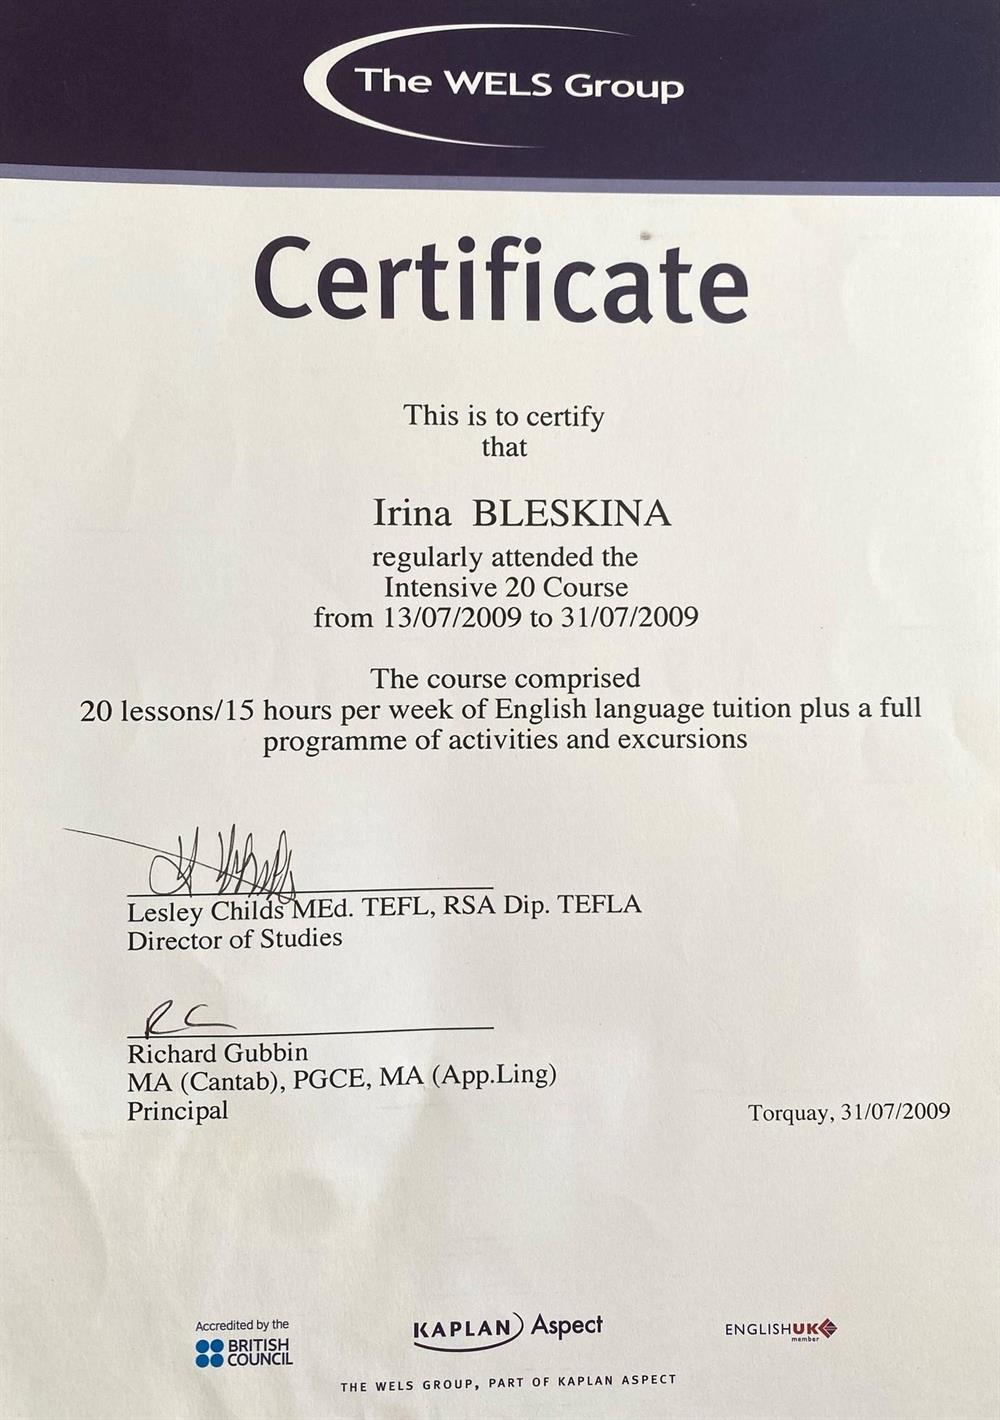 The WELS Group
Certificate
This is to certify
that
Irina BLESKINA
regularly attended the
Intensive 20 Course
from 13/07/2009 to 31/07/2009
The course comprised
20 lessons/15 hours per week of English language tuition plus a full
programme of activities and excursions
Lesley Childs MEd. TEFL, RSA Dip. TEFLA
Director of Studies
RC
Richard Gubbin
MA (Cantab), PGCE, MA (App.Ling)
Principal
Torquay, 31/07/2009
Accredited by the
BRITISH
COUNCIL
KAPLAN Aspect
ENGLISHUK
member
THE WELS GROUP, PART OF KAPLAN ASPECT